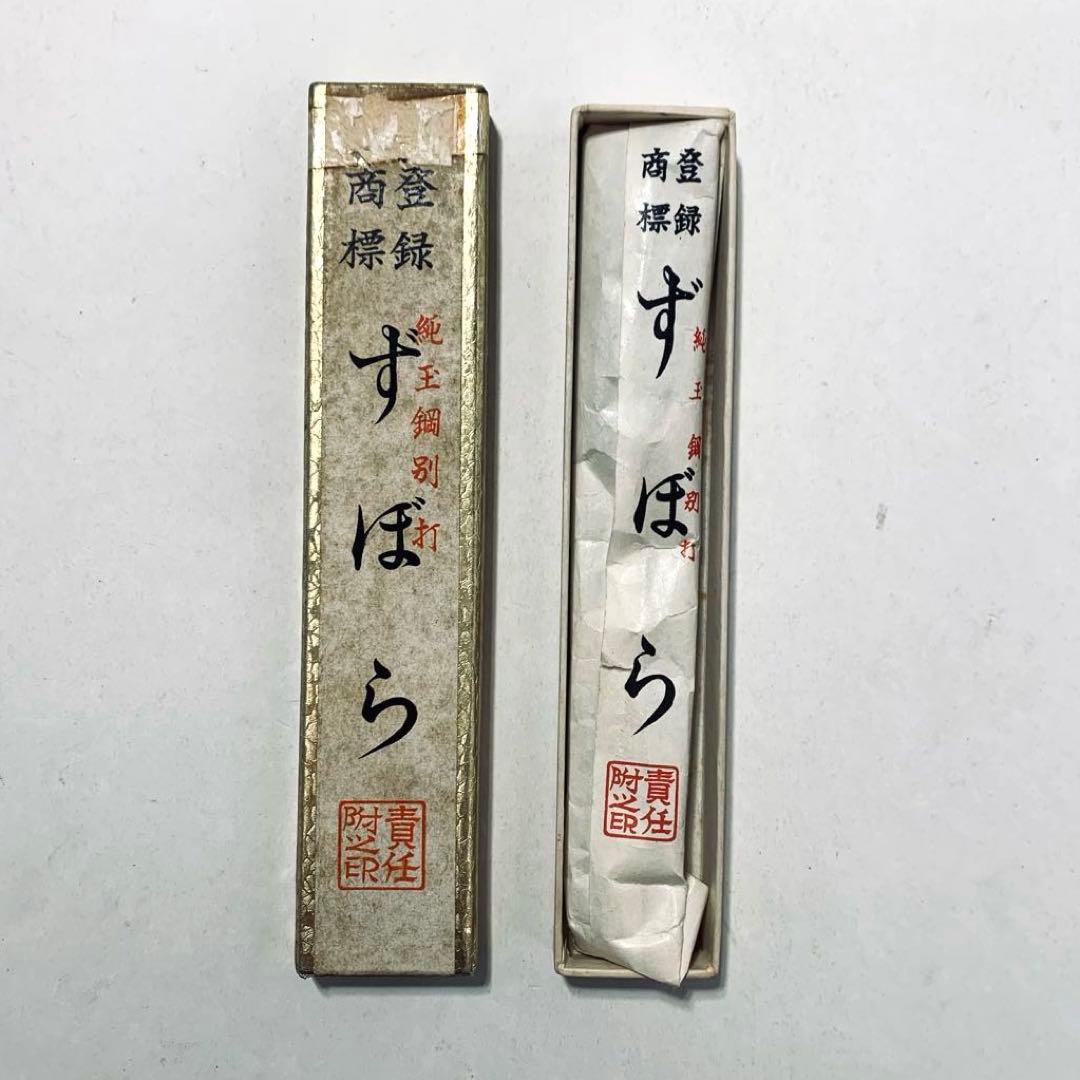 登録
商標
純玉鋼別打
ずぼら
責任
附之印
登録
商標
純玉鋼別打
ずぼら
責任
附之印